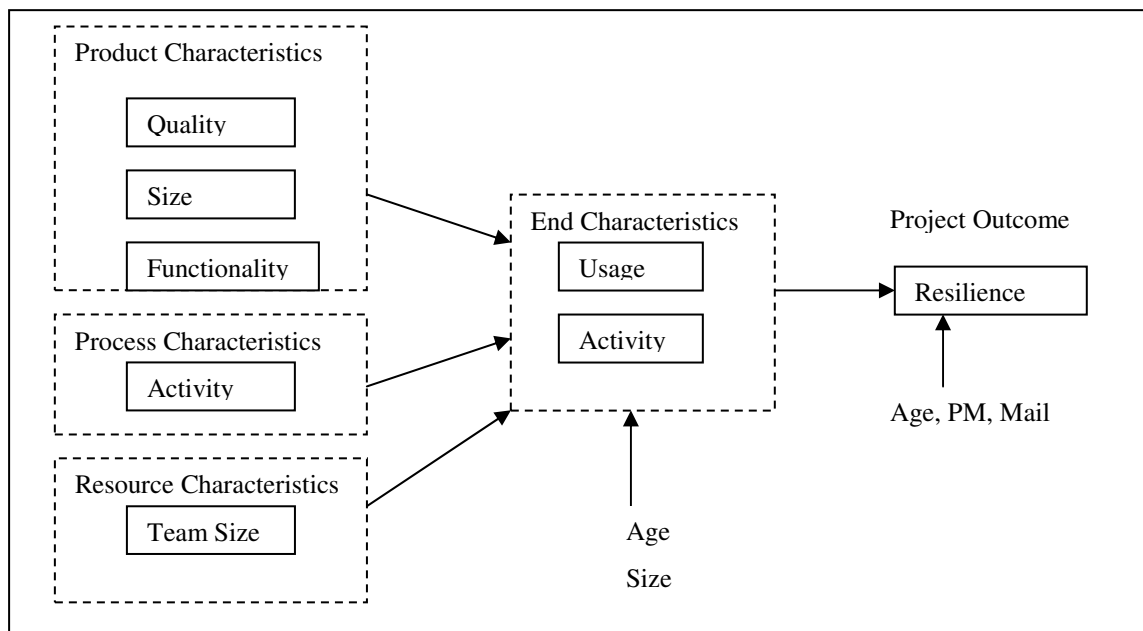 Product Characteristics
Quality
Size
Functionality
Process Characteristics
Activity
Resource Characteristics
Team Size
End Characteristics
Usage
Activity
Age
Size
Project Outcome
Resilience
Age, PM, Mail